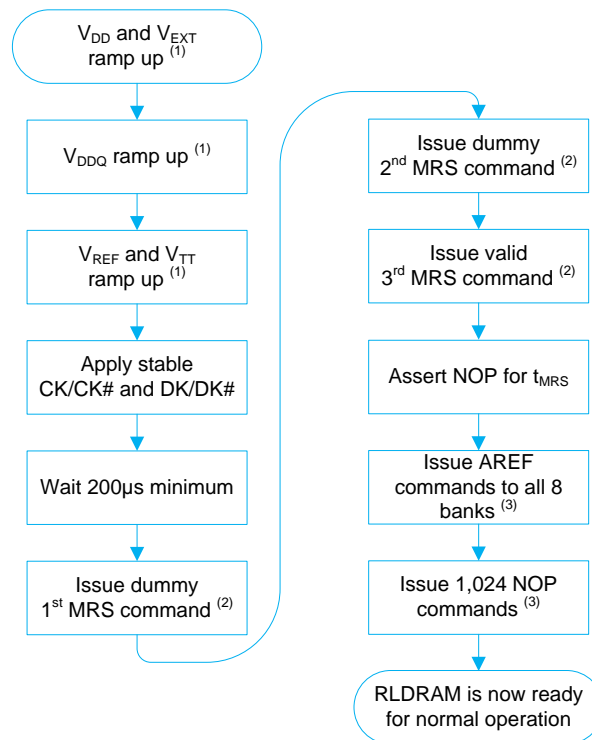 VDD and VEXT
ramp up (1)
VDDQ ramp up (1)
VREF and VTT
ramp up (1)
Apply stable
CK/CK# and DK/DK#
Wait 200µs minimum
Issue dummy
1st MRS command (2)
Issue dummy
2nd MRS command (2)
Issue valid
3rd MRS command (2)
Assert NOP for tMRS
Issue AREF
commands to all 8
banks (3)
Issue 1,024 NOP
commands (3)
RLDRAM is now ready
for normal operation